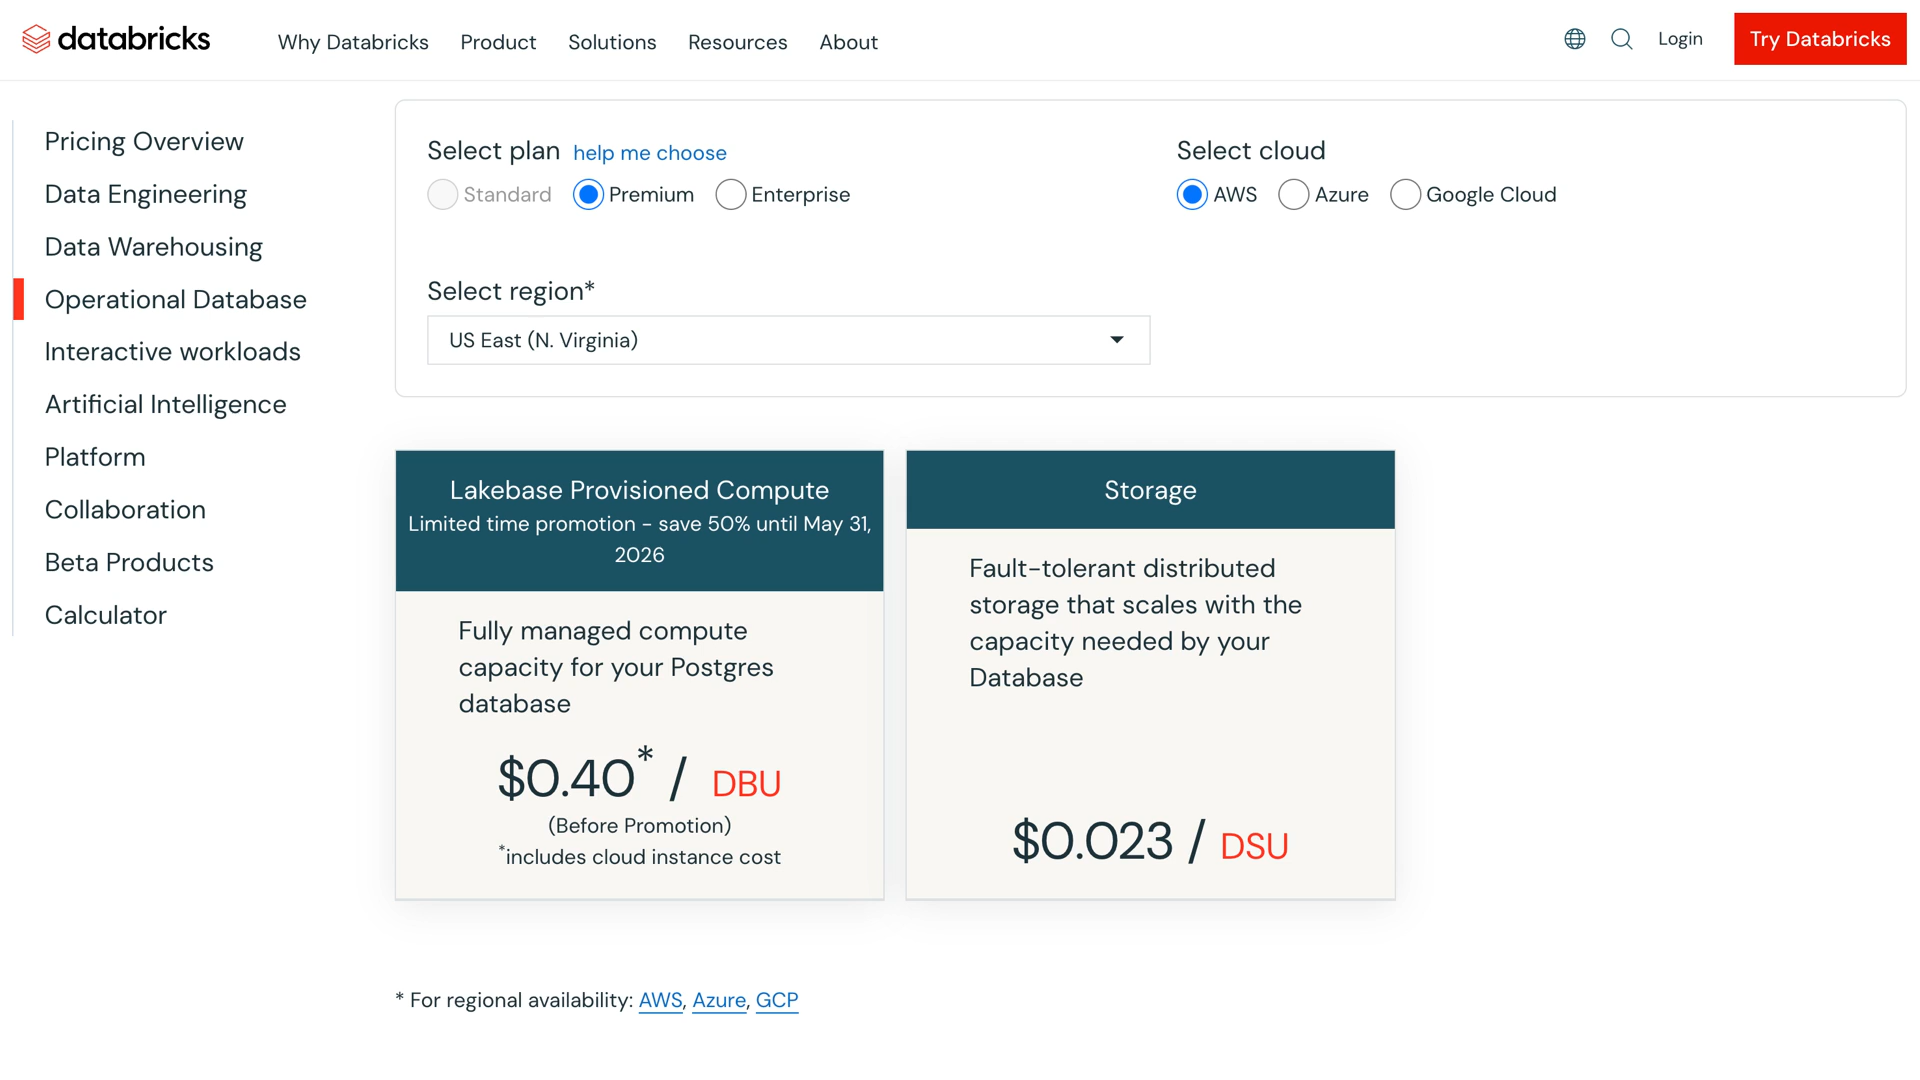 databricks
Why Databricks
Product
Solutions
Resources
About
Login
Try Databricks
Pricing Overview
Data Engineering
Data Warehousing
Operational Database
Interactive workloads
Artificial Intelligence
Platform
Collaboration
Beta Products
Calculator
Select plan help me choose
Standard
Premium
Enterprise
Select cloud
AWS
Azure
Google Cloud
Select region*
US East (N. Virginia)
Lakebase Provisioned Compute
Limited time promotion - save 50% until May 31,
2026
Fully managed compute
capacity for your Postgres
database
$0.40* / DBU
(Before Promotion)
*includes cloud instance cost
Storage
Fault-tolerant distributed
storage that scales with the
capacity needed by your
Database
$0.023 / DSU
* For regional availability: AWS, Azure, GCP